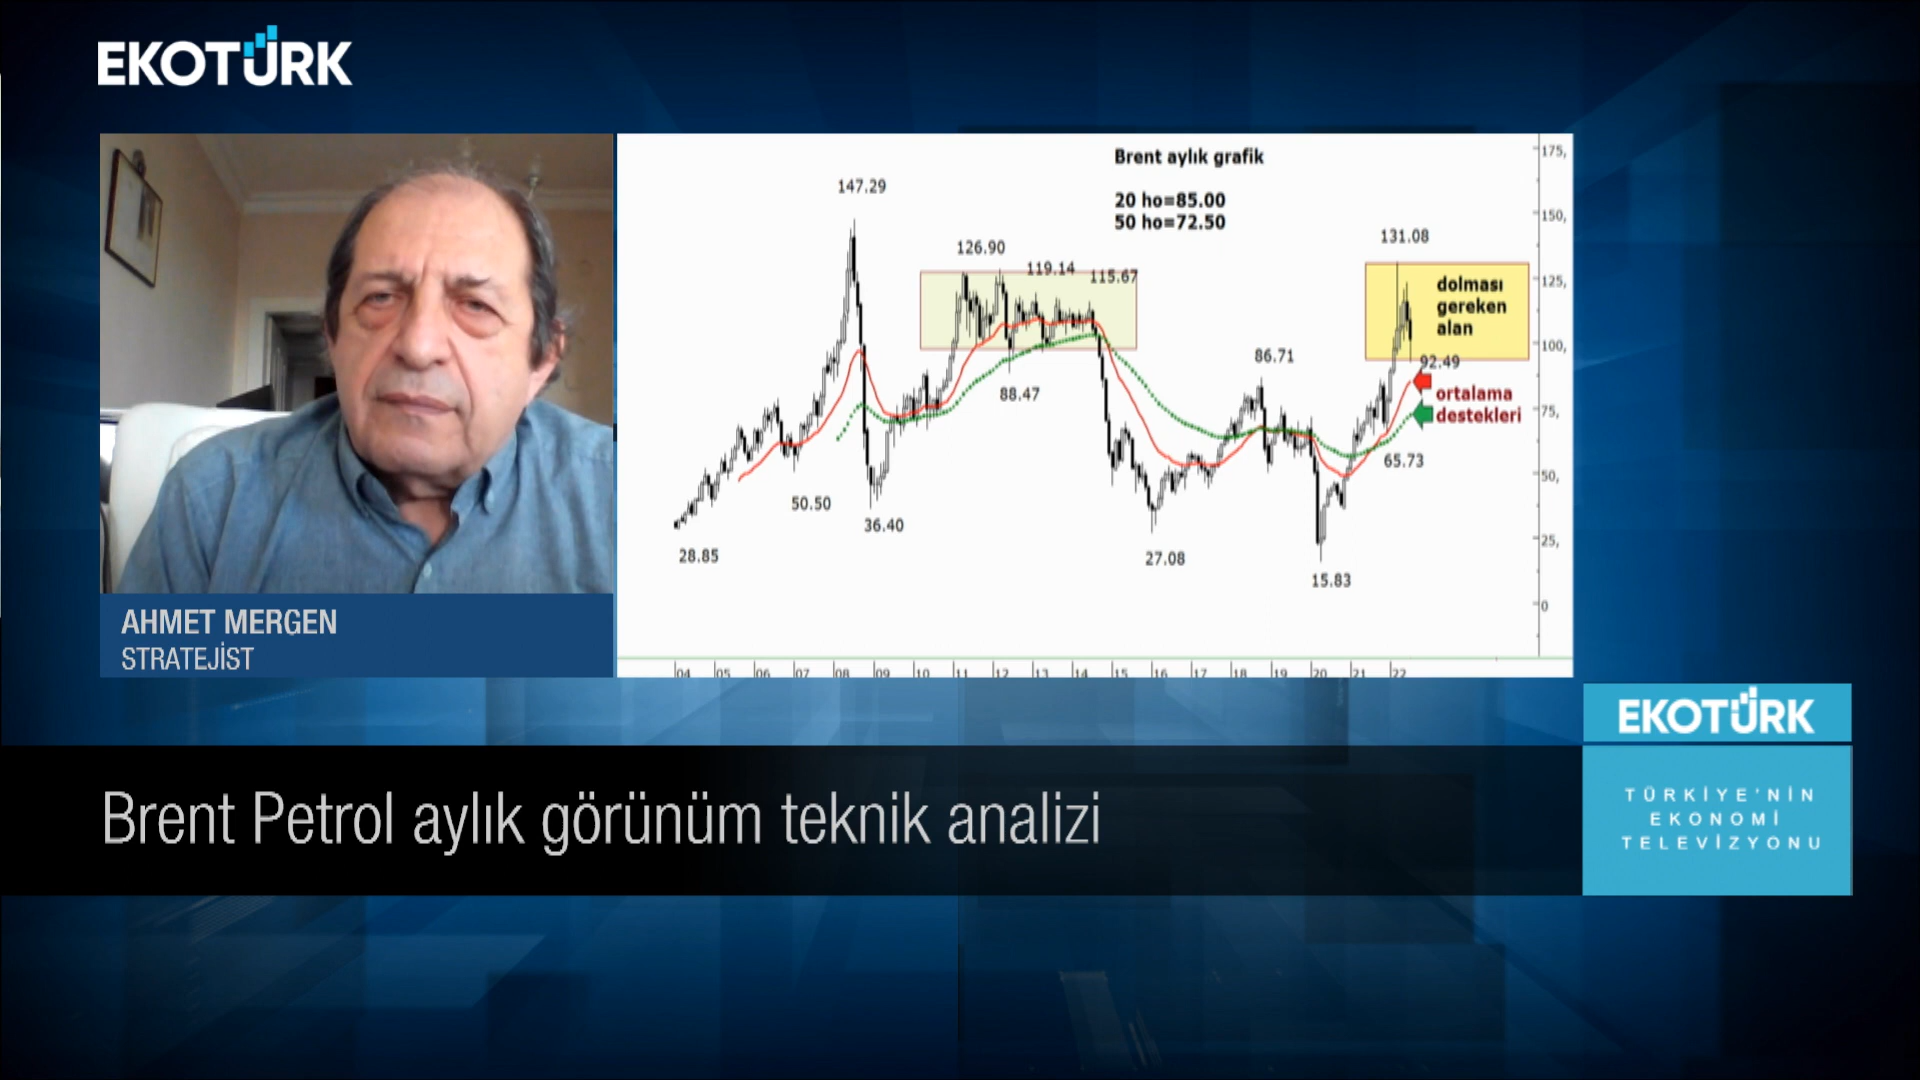 EKOTÜRK
AHMET MERGEN
STRATEJİST
Brent aylık grafik
20 ho=85.00
50 ho=72.50
147.29
126.90
119.14
115.67
131.08
dolması
gereken
alan
92.49
86.71
88.47
ortalama
destekleri
65.73
50.50
36.40
28.85
27.08
15.83
175,
150,
125,
100,
75,
50,
25,
0
04 05 06 07 08 09 10 11 12 13 14 15 16 17 18 19 20 21 22
EKOTÜRK
TÜRKİYE'NİN
EKONOMİ
TELEVİZYONU
Brent Petrol aylık görünüm teknik analizi